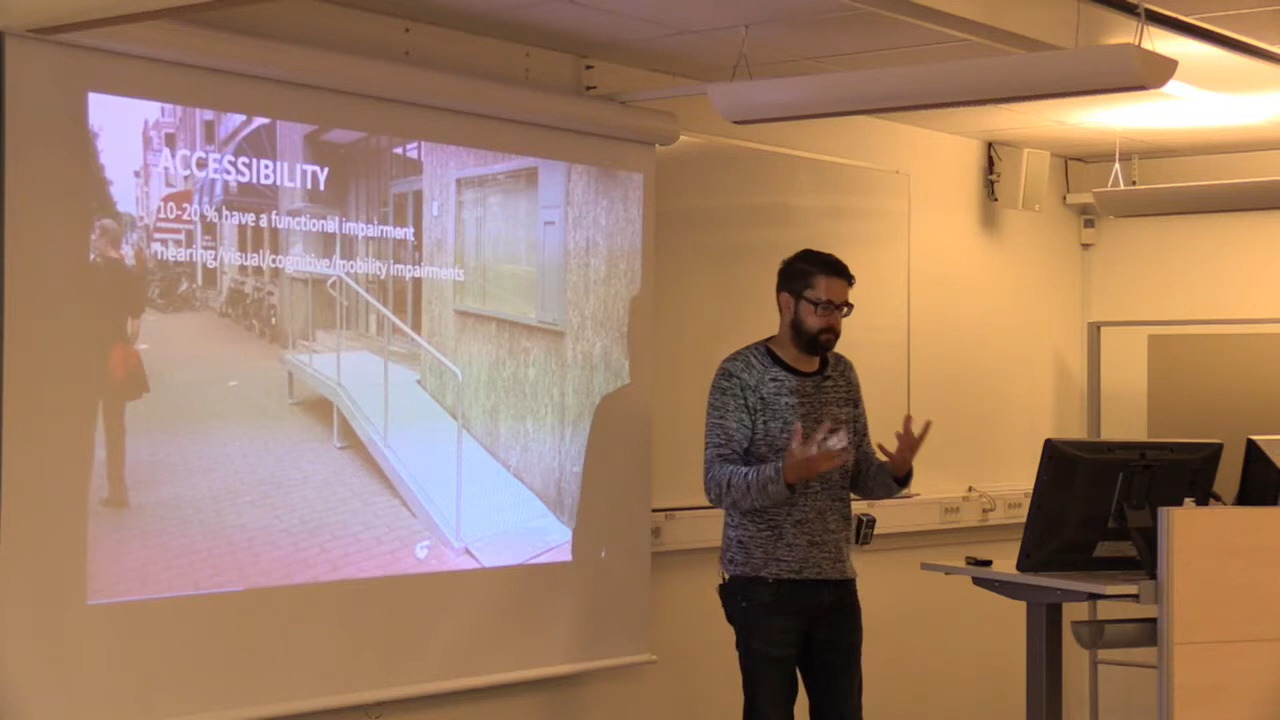 ACCESSIBILITY
10-20 % have a functional impairment
hearing/visual/cognitive/mobility impairments